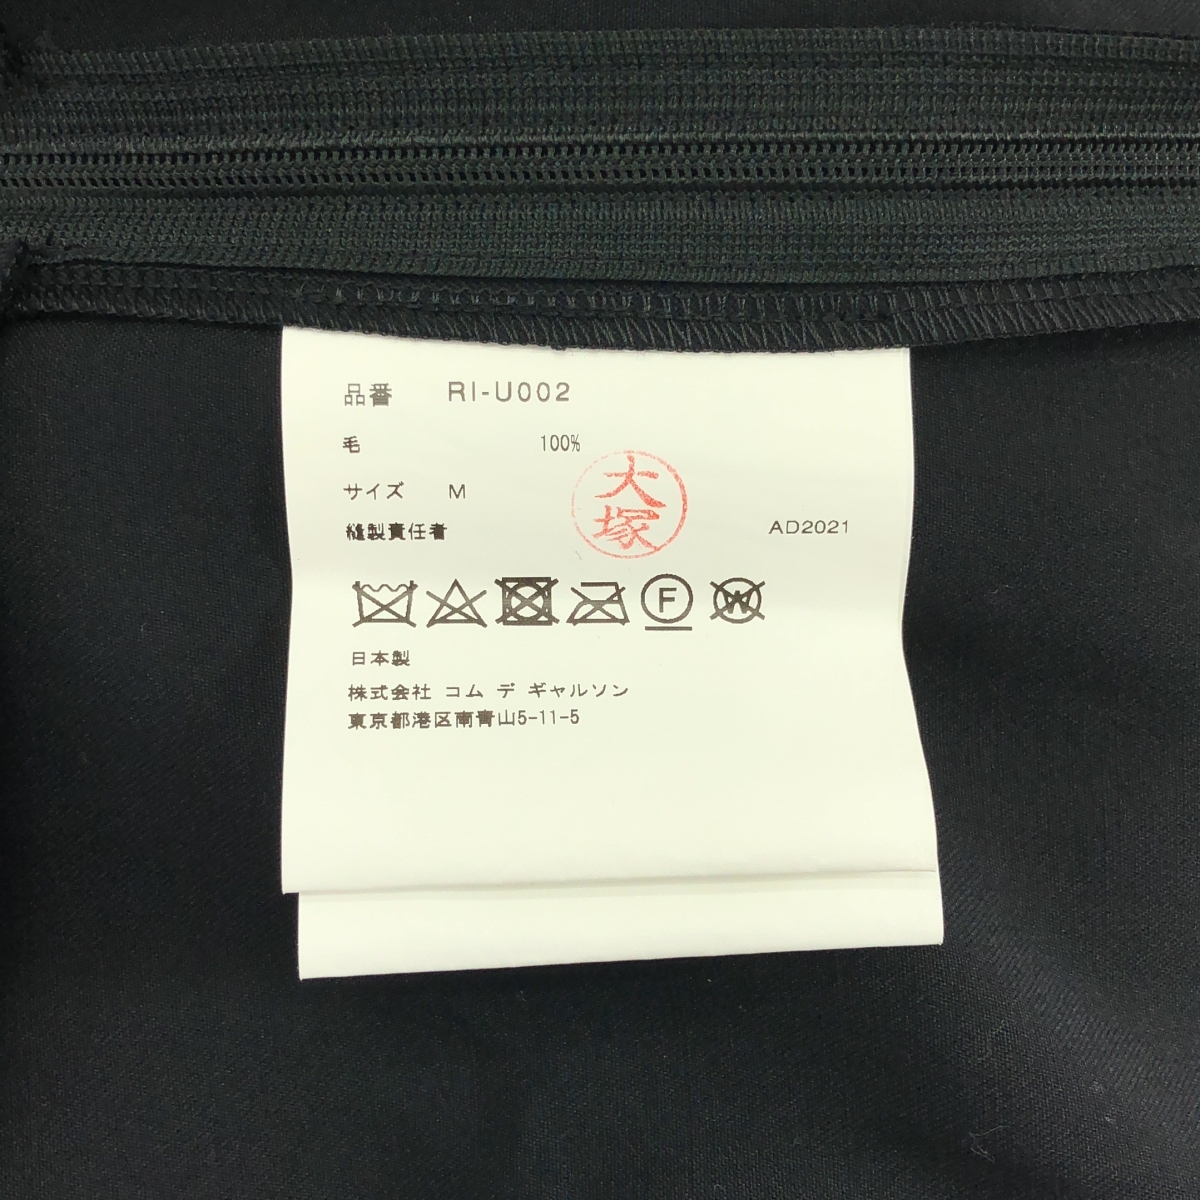 品番 RI-U002
毛 100%
サイズ M
大塚
縫製責任者 AD2021
F W
日本製
株式会社 コム デ ギャルソン
東京都港区南青山5-11-5